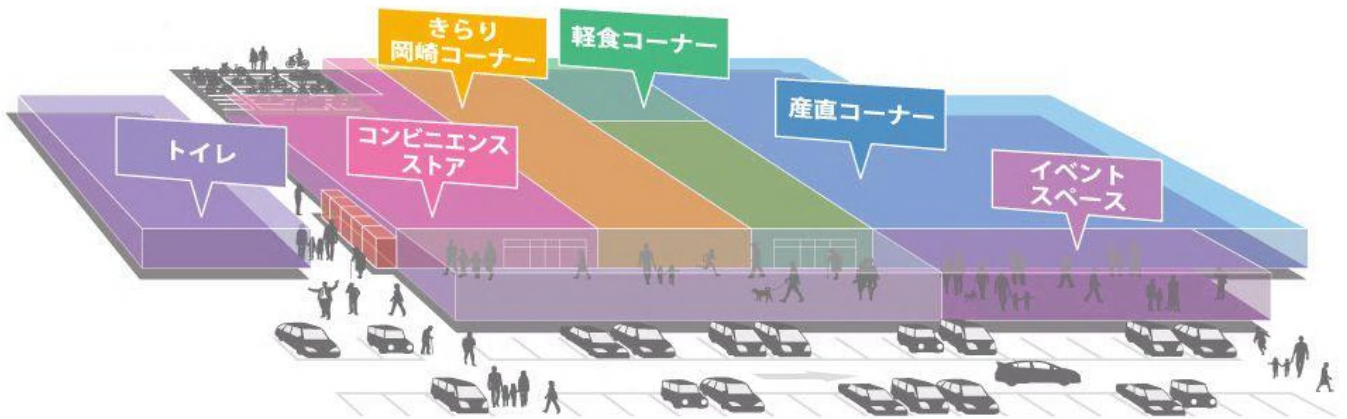 きらり
岡崎コーナー
軽食コーナー
産直コーナー
トイレ
コンビニエンス
ストア
イベント
スペース